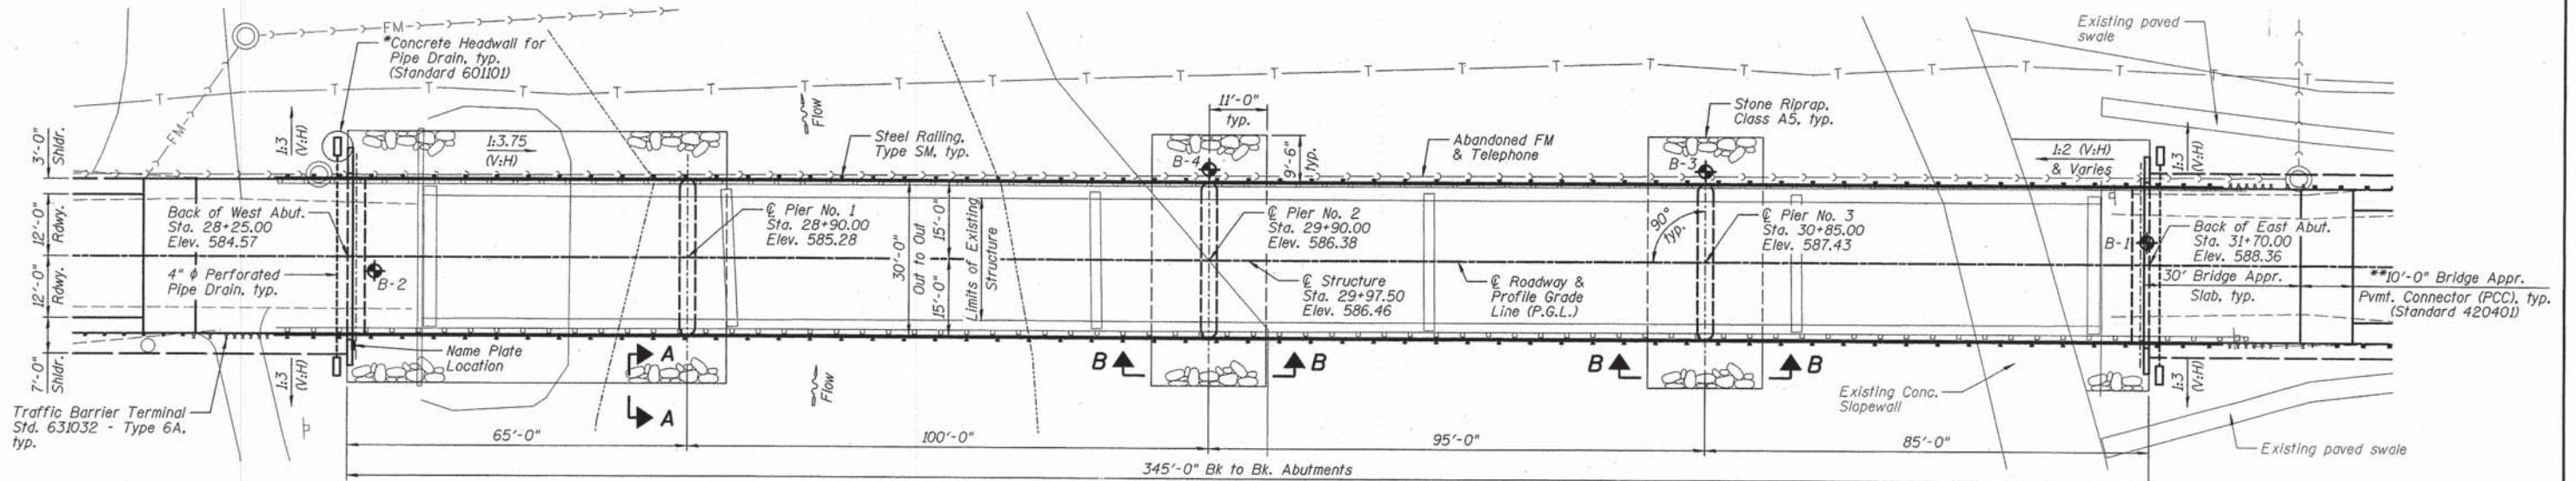 FM
*Concrete Headwall for
Pipe Drain, typ.
(Standard 601101)
Existing paved
swale
T T T T T T T T T T T T T T T T T T T T T T T T
FM
3'-0"
Shldr.
1:3
(V:H)
1:3.75
(V:H)
Flow
Steel Railing,
Type SM, typ.
11'-0"
typ.
B-4
9'-6"
typ.
Abandoned FM
& Telephone
Stone Riprap,
Class A5, typ.
B-3
1:2 (V:H)
& Varies
1:3
(V:H)
12'-0"
Rdwy.
12'-0"
Rdwy.
7'-0"
Shldr.
Back of West Abut.
Sta. 28+25.00
Elev. 584.57
4" ϕ Perforated
Pipe Drain, typ.
B-2
℄ Pier No. 1
Sta. 28+90.00
Elev. 585.28
30'-0"
Out to Out
15'-0"
15'-0"
Limits of Existing
Structure
℄ Pier No. 2
Sta. 29+90.00
Elev. 586.38
℄ Structure
Sta. 29+97.50
Elev. 586.46
℄ Roadway &
Profile Grade
Line (P.G.L.)
90°
typ.
℄ Pier No. 3
Sta. 30+85.00
Elev. 587.43
B-1
Back of East Abut.
Sta. 31+70.00
Elev. 588.36
30' Bridge Appr.
Slab, typ.
**10'-0" Bridge Appr.
Pvmt. Connector (PCC), typ.
(Standard 420401)
Name Plate
Location
1:3
(V:H)
A
A
Flow
B
B
B
B
1:3
(V:H)
Existing Conc.
Slopewall
Traffic Barrier Terminal
Std. 631032 - Type 6A,
typ.
65'-0"
100'-0"
95'-0"
85'-0"
Existing paved swale
345'-0" Bk to Bk. Abutments